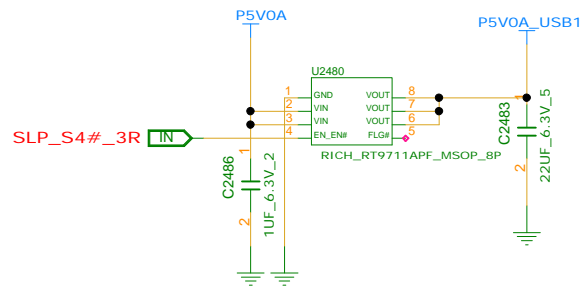 P5V0A
P5V0A_USB1
U2480
1 GND VOUT 8
2 VIN VOUT 7
3 VIN VOUT 6
4 EN_EN# FLG# 5
SLP_S4#_3R IN
RICH_RT9711APF_MSOP_8P
1
C2486
1UF_6.3V_2
2
1
C2483
22UF_6.3V_5
2